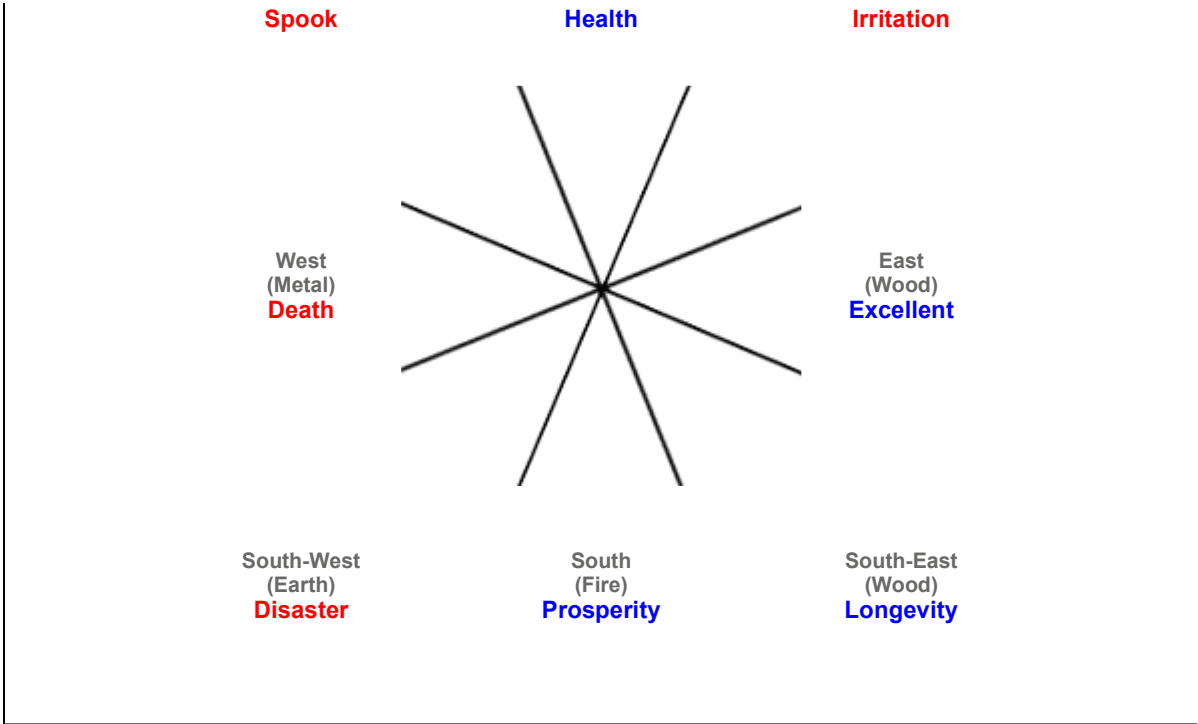 Spook Health Irritation
West East
(Metal) (Wood)
Death Excellent
South-West South South-East
(Earth) (Fire) (Wood)
Disaster Prosperity Longevity